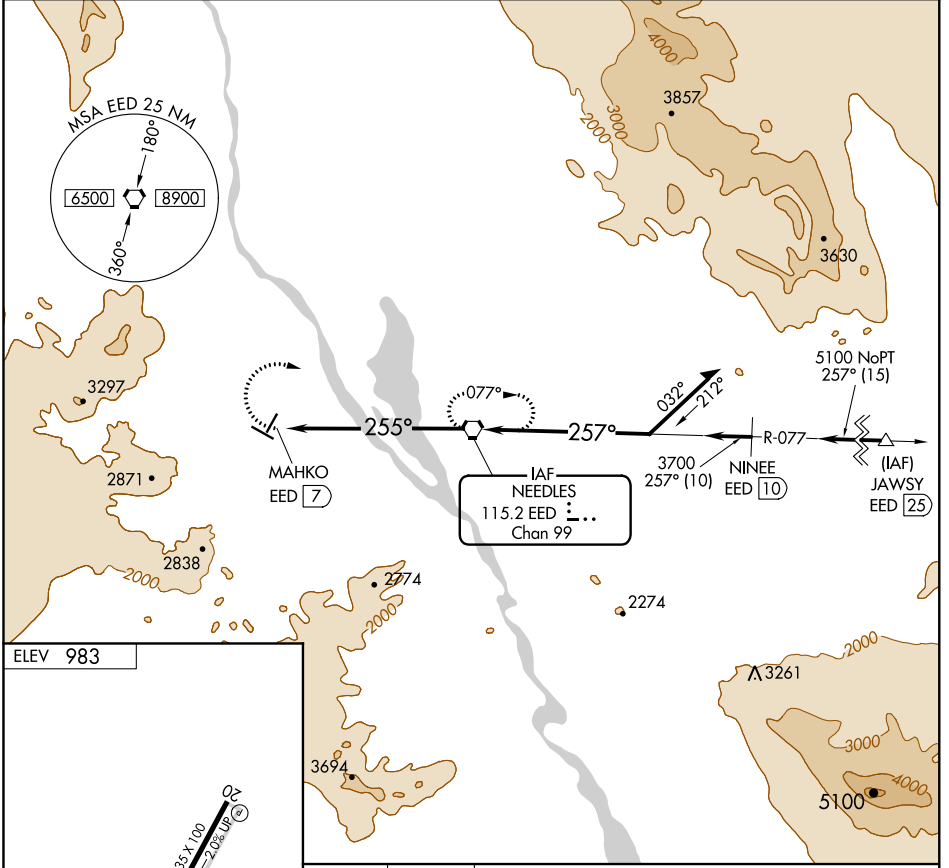 4000
3857
3000
2000
MSA EED 25 NM
180°
6500
8900
360°
3630
5100 NoPT
257° (15)
3297
077°
032°
212°
255°
257°
R-077
MAHKO
EED 7
3700
257° (10)
NINEE
EED 10
(IAF)
JAWSY
EED 25
IAF
NEEDLES
115.2 EED
Chan 99
2871
2838
2000
2774
2000
2274
ELEV 983
2000
3261
3000
4000
5100
3694
20
35 X 100
2.0% UP